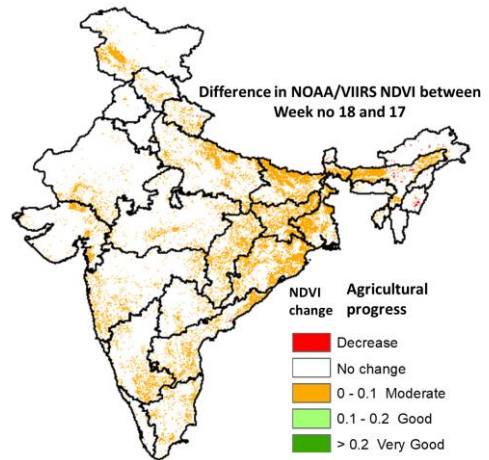 Difference in NOAA/VIIRS NDVI between
Week no 18 and 17
NDVI change
Agricultural progress
Decrease
No change
0 - 0.1 Moderate
0.1 - 0.2 Good
> 0.2 Very Good